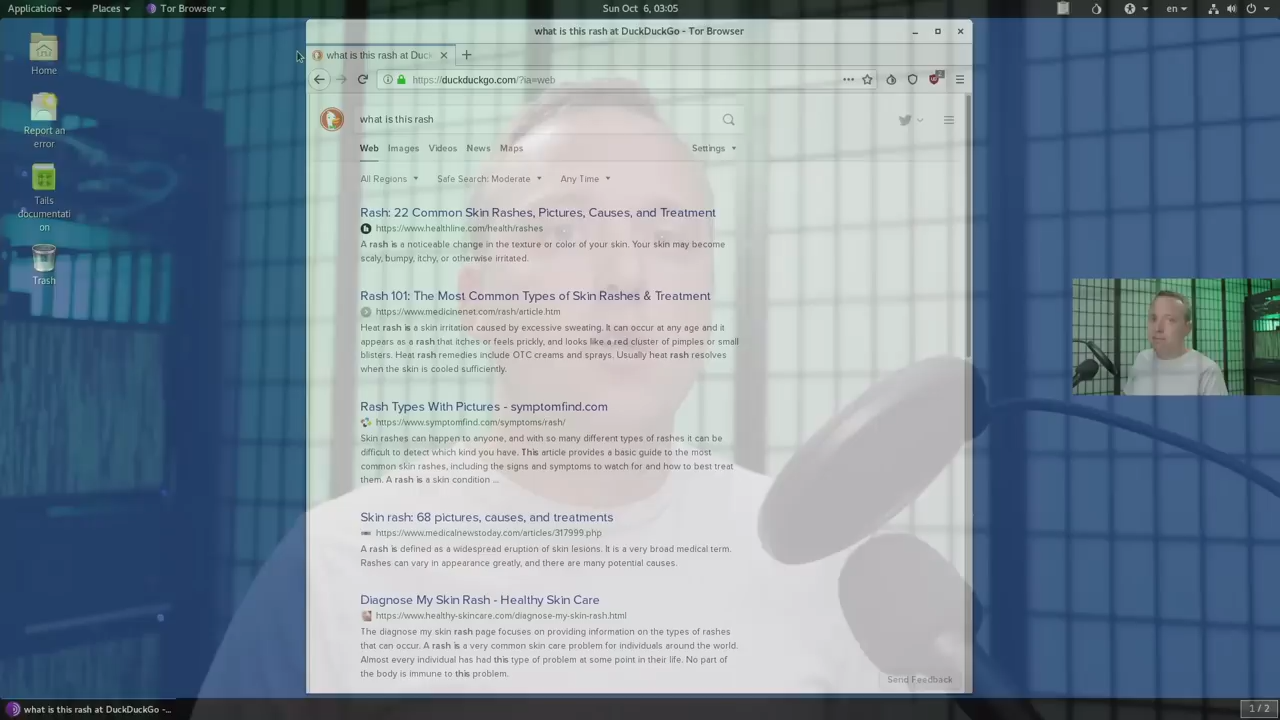 Applications
Places
Tor Browser
Sun Oct 6, 03:05
en
what is this rash at DuckDuckGo - Tor Browser
Home
Report an
error
Tails
documentati
on
Trash
what is this rash at Duck
https://duckduckgo.com/?ia=web
2
what is this rash
Web
Images
Videos
News
Maps
Settings
All Regions
Safe Search: Moderate
Any Time
Rash: 22 Common Skin Rashes, Pictures, Causes, and Treatment
https://www.healthline.com/health/rashes
A rash is a noticeable change in the texture or color of your skin. Your skin may become
scaly, bumpy, itchy, or otherwise irritated.
Rash 101: The Most Common Types of Skin Rashes & Treatment
https://www.medicinenet.com/rash/article.htm
Heat rash is a skin irritation caused by excessive sweating. It can occur at any age and it
appears as a rash that itches or feels prickly, and looks like a red cluster of pimples or small
blisters. Heat rash remedies include OTC creams and sprays. Usually heat rash resolves
when the skin is cooled sufficiently.
Rash Types With Pictures - symptomfind.com
https://www.symptomfind.com/symptoms/rash/
Skin rashes can happen to anyone, and with so many different types of rashes it can be
difficult to detect which kind you have. This article provides a basic guide to the most
common skin rashes, including the signs and symptoms to watch for and how to best treat
them. A rash is a skin condition ...
Skin rash: 68 pictures, causes, and treatments
https://www.medicalnewstoday.com/articles/317999.php
A rash is defined as a widespread eruption of skin lesions. It is a very broad medical term.
Rashes can vary in appearance greatly, and there are many potential causes.
Diagnose My Skin Rash - Healthy Skin Care
https://www.healthy-skincare.com/diagnose-my-skin-rash.html
The diagnose my skin rash page focuses on providing information on the types of rashes
that can occur. A rash is a very common skin care problem for individuals around the world.
Almost every individual has had this type of problem at some point in their life. No part of
the body is immune to this problem.
Send Feedback
what is this rash at DuckDuckGo -...
1 / 2